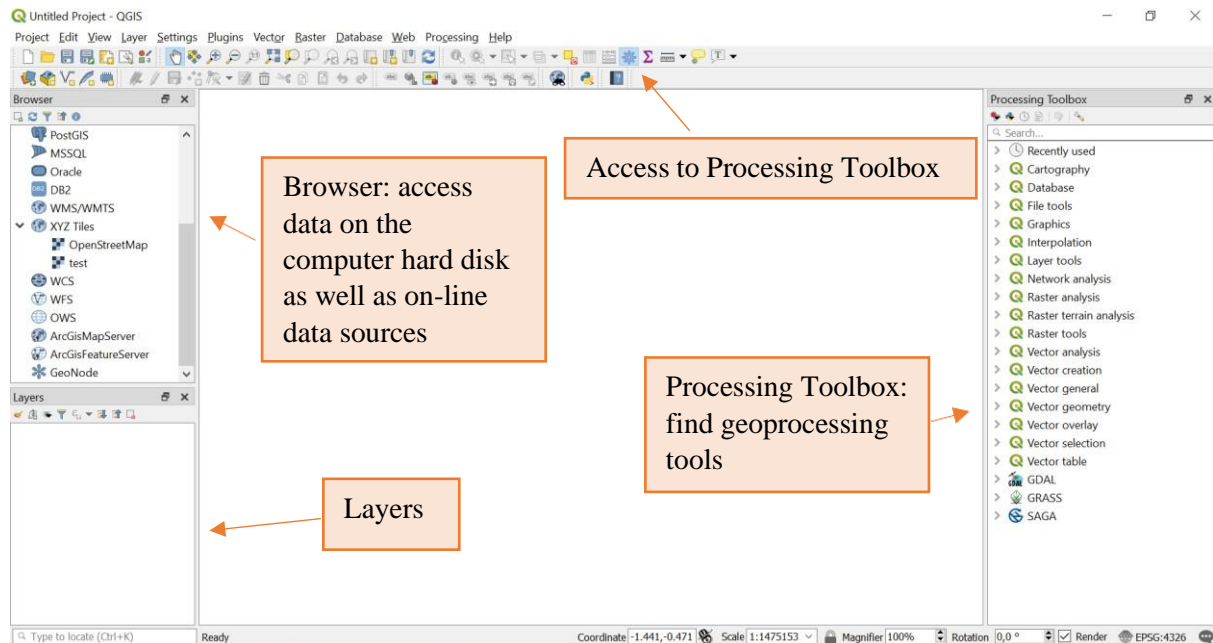 Untitled Project - QGIS
Project Edit View Layer Settings Plugins Vector Raster Database Web Processing Help
Browser
PostGIS
MSSQL
Oracle
DB2
DB2
WMS/WMTS
XYZ Tiles
OpenStreetMap
test
WCS
WFS
OWS
ArcGisMapServer
ArcGisFeatureServer
GeoNode
Layers
Browser: access
data on the
computer hard disk
as well as on-line
data sources
Access to Processing Toolbox
Processing Toolbox:
find geoprocessing
tools
Layers
Processing Toolbox
Search...
Recently used
Cartography
Database
File tools
Graphics
Interpolation
Layer tools
Network analysis
Raster analysis
Raster terrain analysis
Raster tools
Vector analysis
Vector creation
Vector general
Vector geometry
Vector overlay
Vector selection
Vector table
GDAL
GRASS
SAGA
Type to locate (Ctrl+K) Ready Coordinate -1.441,-0.471 Scale 1:1475153 Magnifier 100% Rotation 0,0 ° Render EPSG:4326